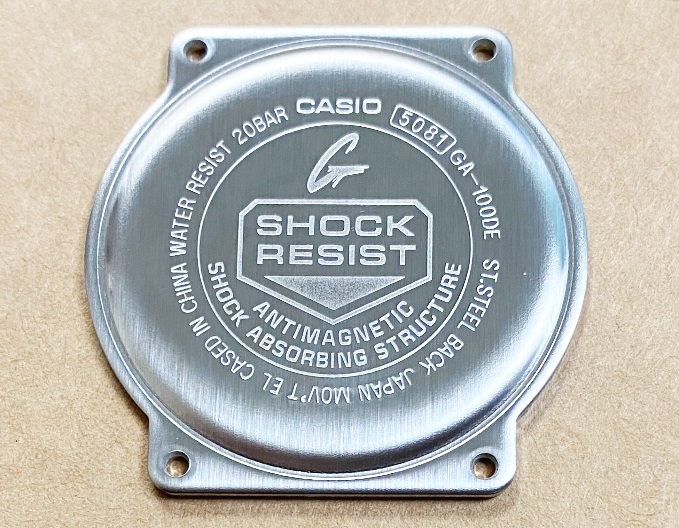 CASIO 5081 GA-100DE ST.STEEL BACK JAPAN MOV'T EL CASED IN CHINA WATER RESIST 20BAR
G
SHOCK
RESIST
ANTIMAGNETIC
SHOCK ABSORBING STRUCTURE